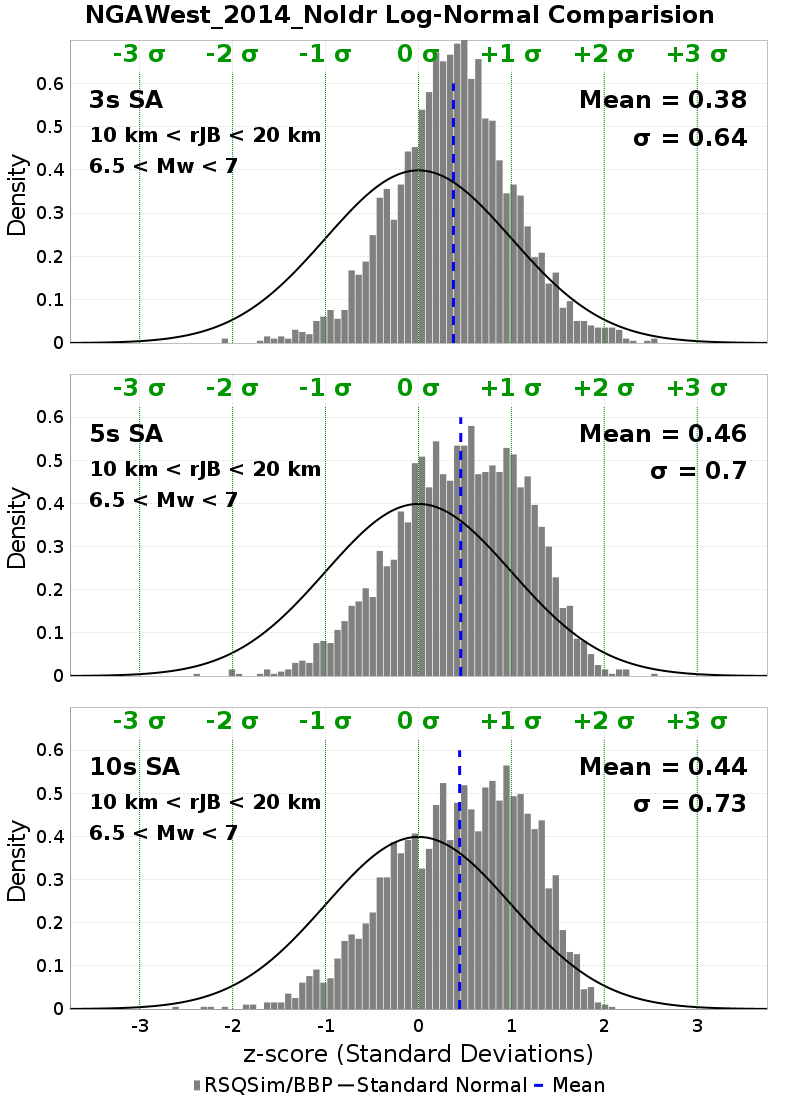 NGAWest_2014_NoIdr Log-Normal Comparision
-3 σ -2 σ -1 σ 0 σ +1 σ +2 σ +3 σ
0.6
3s SA
Mean = 0.38
0.5
10 km < rJB < 20 km
σ = 0.64
6.5 < Mw < 7
0.4
Density
0.3
0.2
0.1
0
-3 σ -2 σ -1 σ 0 σ +1 σ +2 σ +3 σ
0.6
5s SA
Mean = 0.46
0.5
10 km < rJB < 20 km
σ = 0.7
6.5 < Mw < 7
0.4
Density
0.3
0.2
0.1
0
-3 σ -2 σ -1 σ 0 σ +1 σ +2 σ +3 σ
0.6
10s SA
Mean = 0.44
0.5
10 km < rJB < 20 km
σ = 0.73
6.5 < Mw < 7
0.4
Density
0.3
0.2
0.1
0
-3 -2 -1 0 1 2 3
z-score (Standard Deviations)
RSQSim/BBP Standard Normal Mean